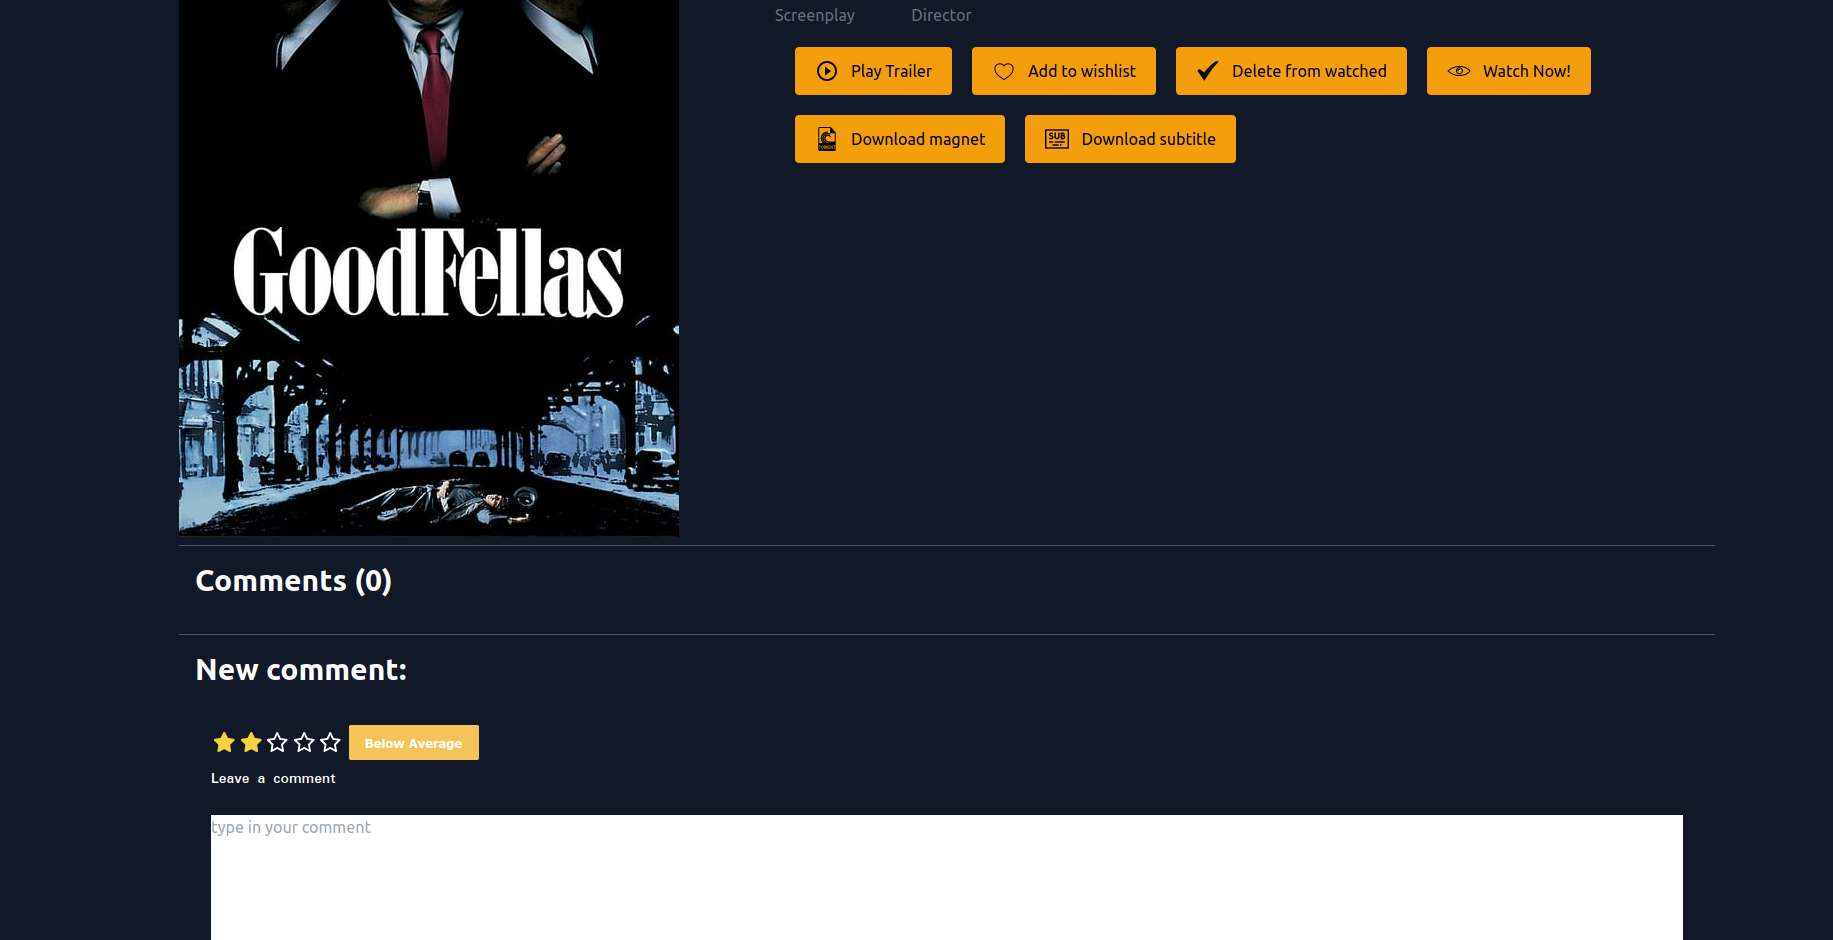 Screenplay Director
Play Trailer Add to wishlist Delete from watched Watch Now!
TORRENT Download magnet SUB Download subtitle
GoodFellas
Comments (0)
New comment:
Below Average
Leave a comment
type in your comment